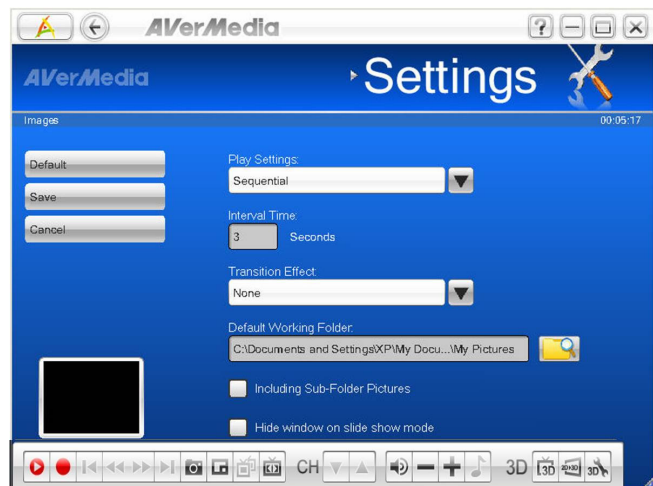 AVerMedia
AVerMedia
Settings
Images
00:05:17
Default
Save
Cancel
Play Settings:
Sequential
Interval Time:
3 Seconds
Transition Effect:
None
Default Working Folder:
C:\Documents and Settings\XP\My Docu...\My Pictures
Including Sub-Folder Pictures
Hide window on slide show mode
CH
3D
3D
2D+3D
3D